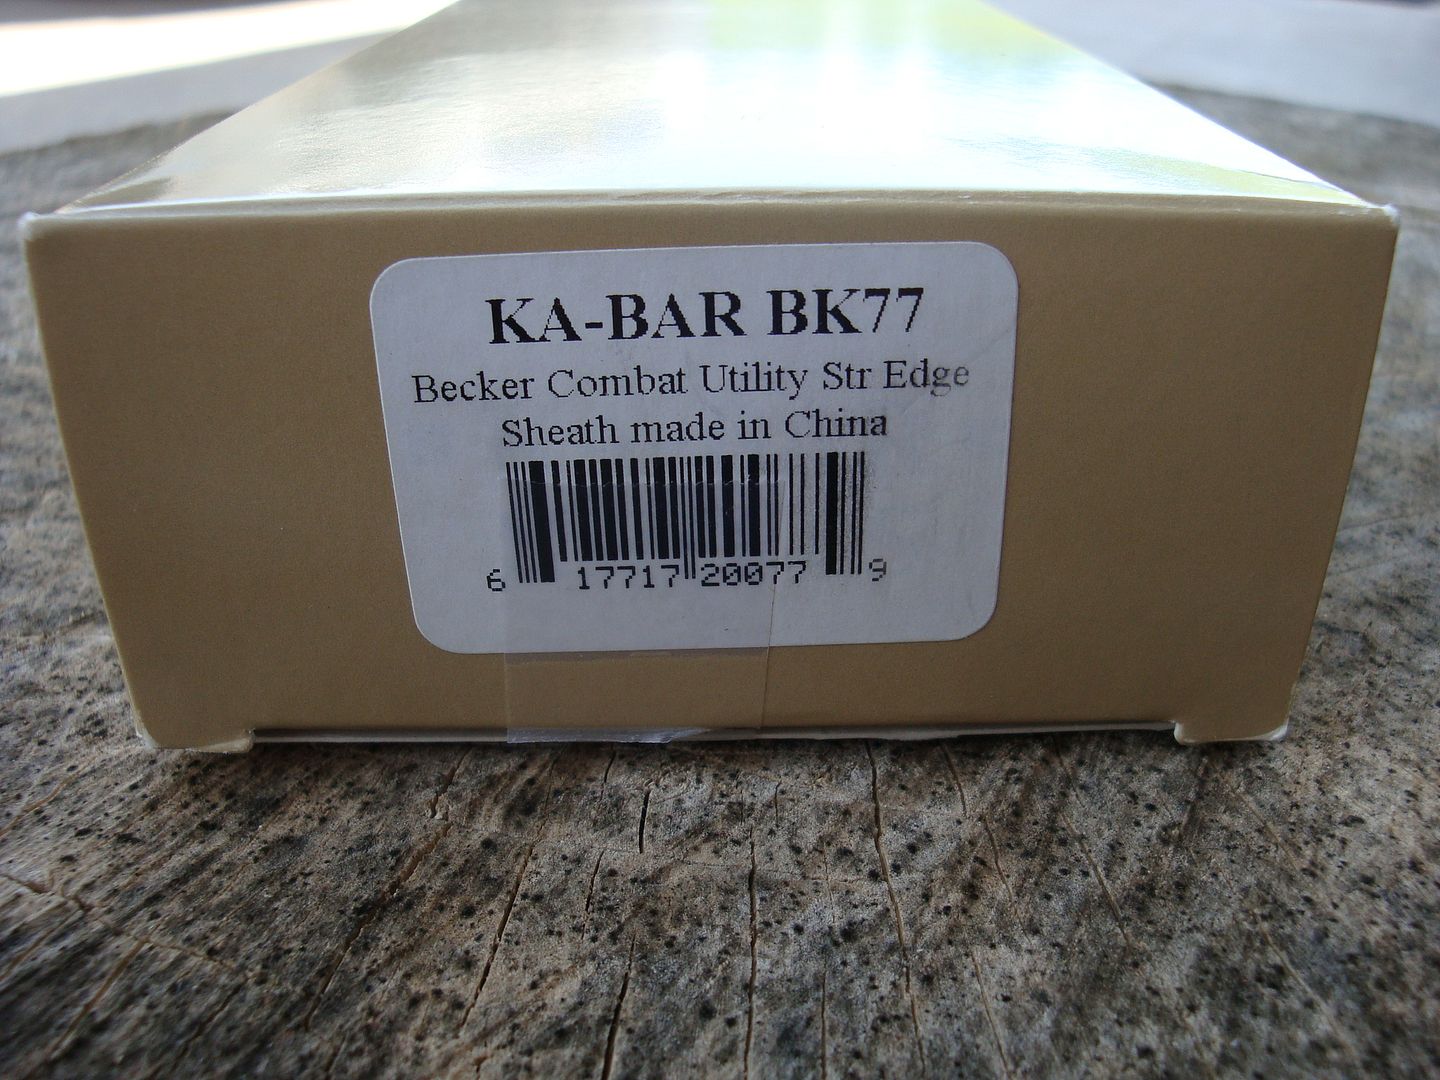 KA-BAR BK77
Becker Combat Utility Str Edge
Sheath made in China
6 17717 20077 9